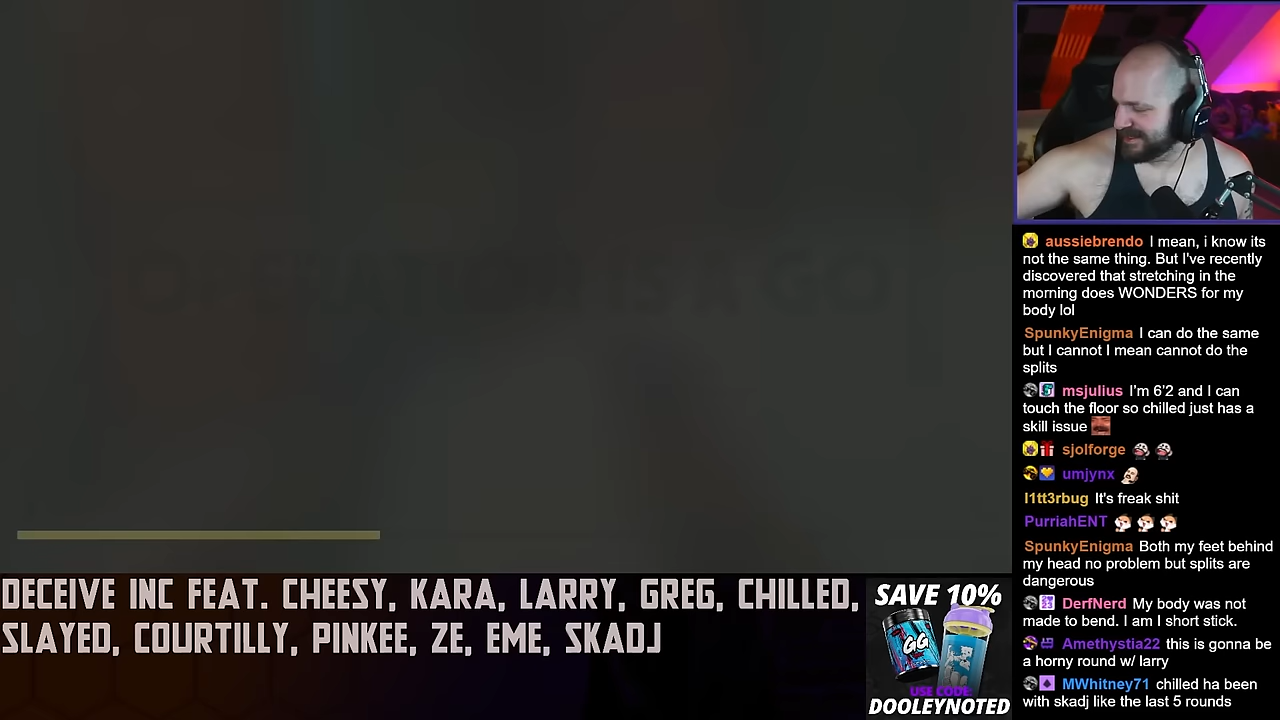 OPERATION IS A GO
DECEIVE INC FEAT. CHEESY, KARA, LARRY, GREG, CHILLED,
SLAYED, COURTILLY, PINKEE, ZE, EME, SKADJ
SAVE 10%
GG
USE CODE:
DOOLEYNOTED
aussiebrendo I mean, i know its
not the same thing. But I've recently
discovered that stretching in the
morning does WONDERS for my
body lol
SpunkyEnigma I can do the same
but I cannot I mean cannot do the
splits
msjulius I'm 6'2 and I can
touch the floor so chilled just has a
skill issue
sjolforge
umjynx
l1tt3rbug It's freak shit
PurriahENT
SpunkyEnigma Both my feet behind
my head no problem but splits are
dangerous
DerfNerd My body was not
made to bend. I am I short stick.
Amethystia22 this is gonna be
a horny round w/ larry
MWhitney71 chilled ha been
with skadj like the last 5 rounds